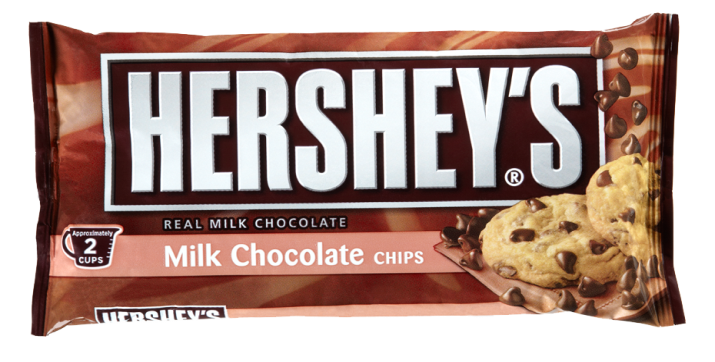 HERSHEY'S®
REAL MILK CHOCOLATE
Approximately
2
CUPS
Milk Chocolate CHIPS
HERSHEY'S